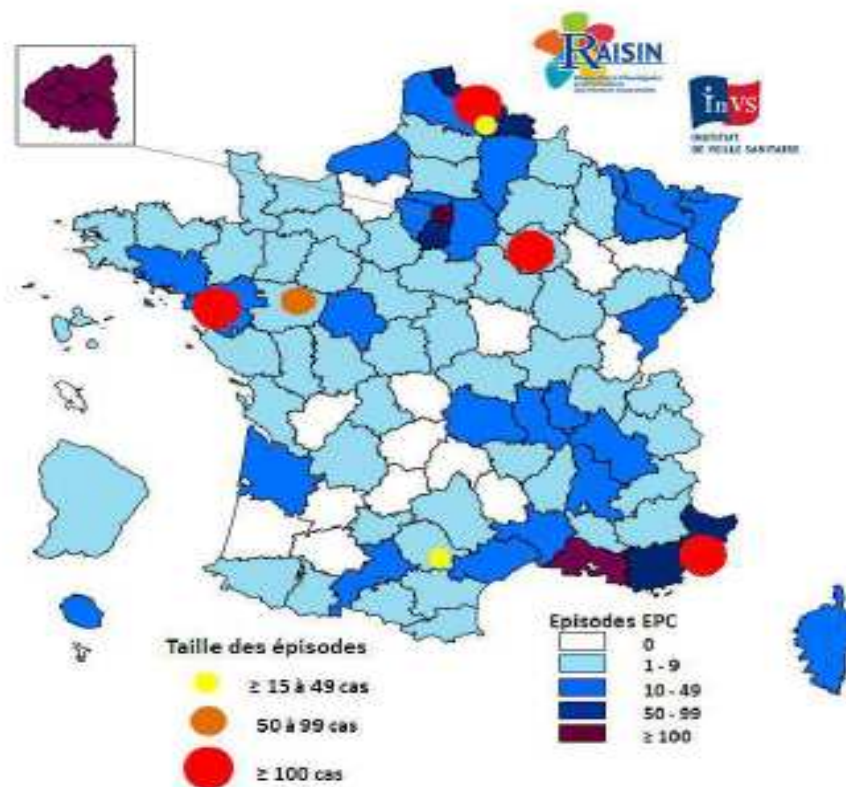 RAISIN
InVS
INSTITUT
DE VEILLE SANITAIRE
Taille des épisodes
≥ 15 à 49 cas
50 à 99 cas
≥ 100 cas
Episodes EPC
0
1 - 9
10 - 49
50 - 99
≥ 100